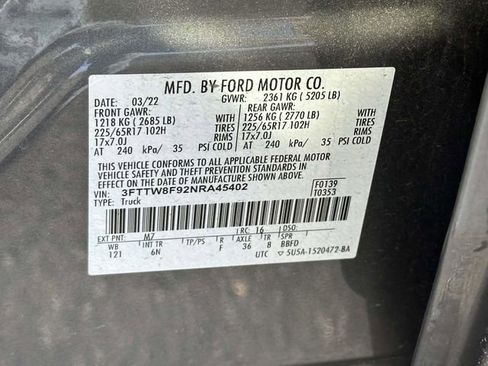 MFD. BY FORD MOTOR CO.
DATE: 03/22 GVWR: 2361 KG ( 5205 LB)
FRONT GAWR: REAR GAWR:
1218 KG ( 2685 LB) WITH 1256 KG ( 2770 LB) WITH
225/65R17 102H TIRES 225/65R17 102H TIRES
17x7.0J RIMS 17x7.0J RIMS
AT 240 kPa/ 35 PSI COLD AT 240 kPa/ 35 PSI COLD
THIS VEHICLE CONFORMS TO ALL APPLICABLE FEDERAL MOTOR
VEHICLE SAFETY AND BUMPER STANDARDS IN EFFECT ON THE DATE OF
MANUFACTURE SHOWN ABOVE.
VIN: 3FTTW8F92NRA45402 F0139
TYPE: Truck T0353
EXT PNT: M7 RC: 16 DSO:
WB INT TR TP/PS R AXLE TR SPR
121 6N F 36 8 BBFD
UTC ▽5U5A-1520472-BA